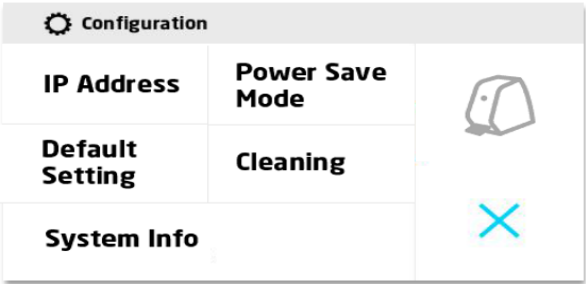 Configuration
IP Address
Power Save
Mode
Default
Setting
Cleaning
System Info